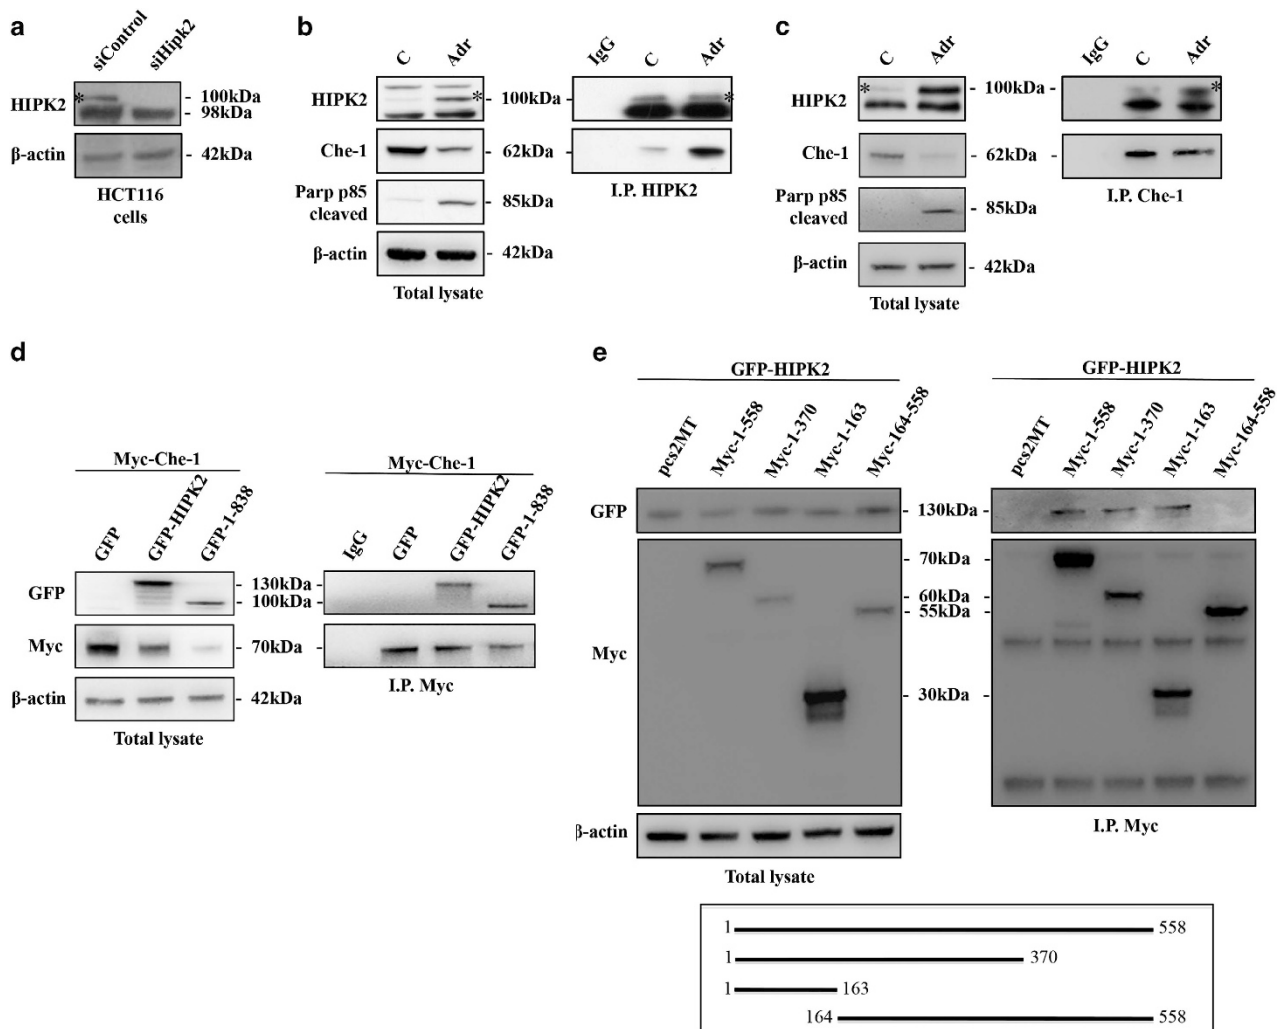 a
siControl
siHipk2
HIPK2
*
- 100kDa
- 98kDa
β-actin
- 42kDa
HCT116
cells
b
C
Adr
IgG
C
Adr
HIPK2
*
- 100kDa -
*
Che-1
- 62kDa -
I.P. HIPK2
Parp p85
cleaved
- 85kDa
β-actin
- 42kDa
Total lysate
c
C
Adr
IgG
C
Adr
HIPK2
*
- 100kDa -
*
Che-1
- 62kDa -
I.P. Che-1
Parp p85
cleaved
- 85kDa
β-actin
- 42kDa
Total lysate
d
Myc-Che-1
GFP
GFP-HIPK2
GFP-1-838
Myc-Che-1
IgG
GFP
GFP-HIPK2
GFP-1-838
GFP
- 130kDa -
- 100kDa -
Myc
- 70kDa -
I.P. Myc
β-actin
- 42kDa
Total lysate
e
GFP-HIPK2
pcs2MT
Myc-1-558
Myc-1-370
Myc-1-163
Myc-164-558
GFP-HIPK2
pcs2MT
Myc-1-558
Myc-1-370
Myc-1-163
Myc-164-558
GFP
- 130kDa -
Myc
- 70kDa -
- 60kDa -
- 55kDa -
- 30kDa -
I.P. Myc
β-actin
Total lysate
1 558
1 370
1 163
164 558